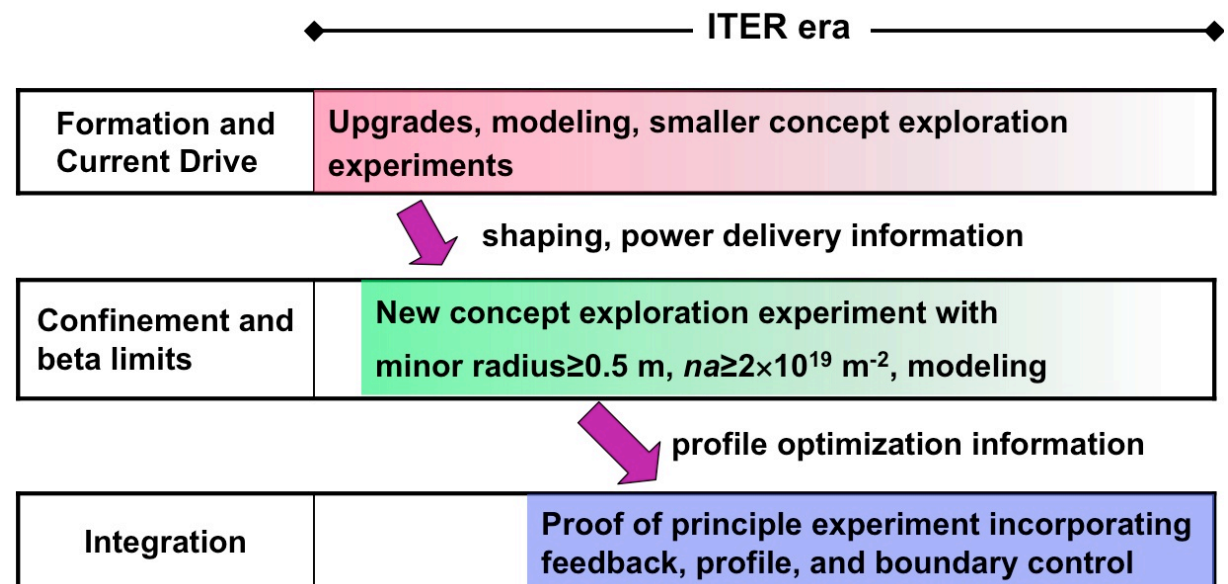 ITER era
Formation and
Current Drive
Upgrades, modeling, smaller concept exploration
experiments
shaping, power delivery information
Confinement and
beta limits
New concept exploration experiment with
minor radius≥0.5 m, na≥2×10¹⁹ m⁻², modeling
profile optimization information
Integration
Proof of principle experiment incorporating
feedback, profile, and boundary control